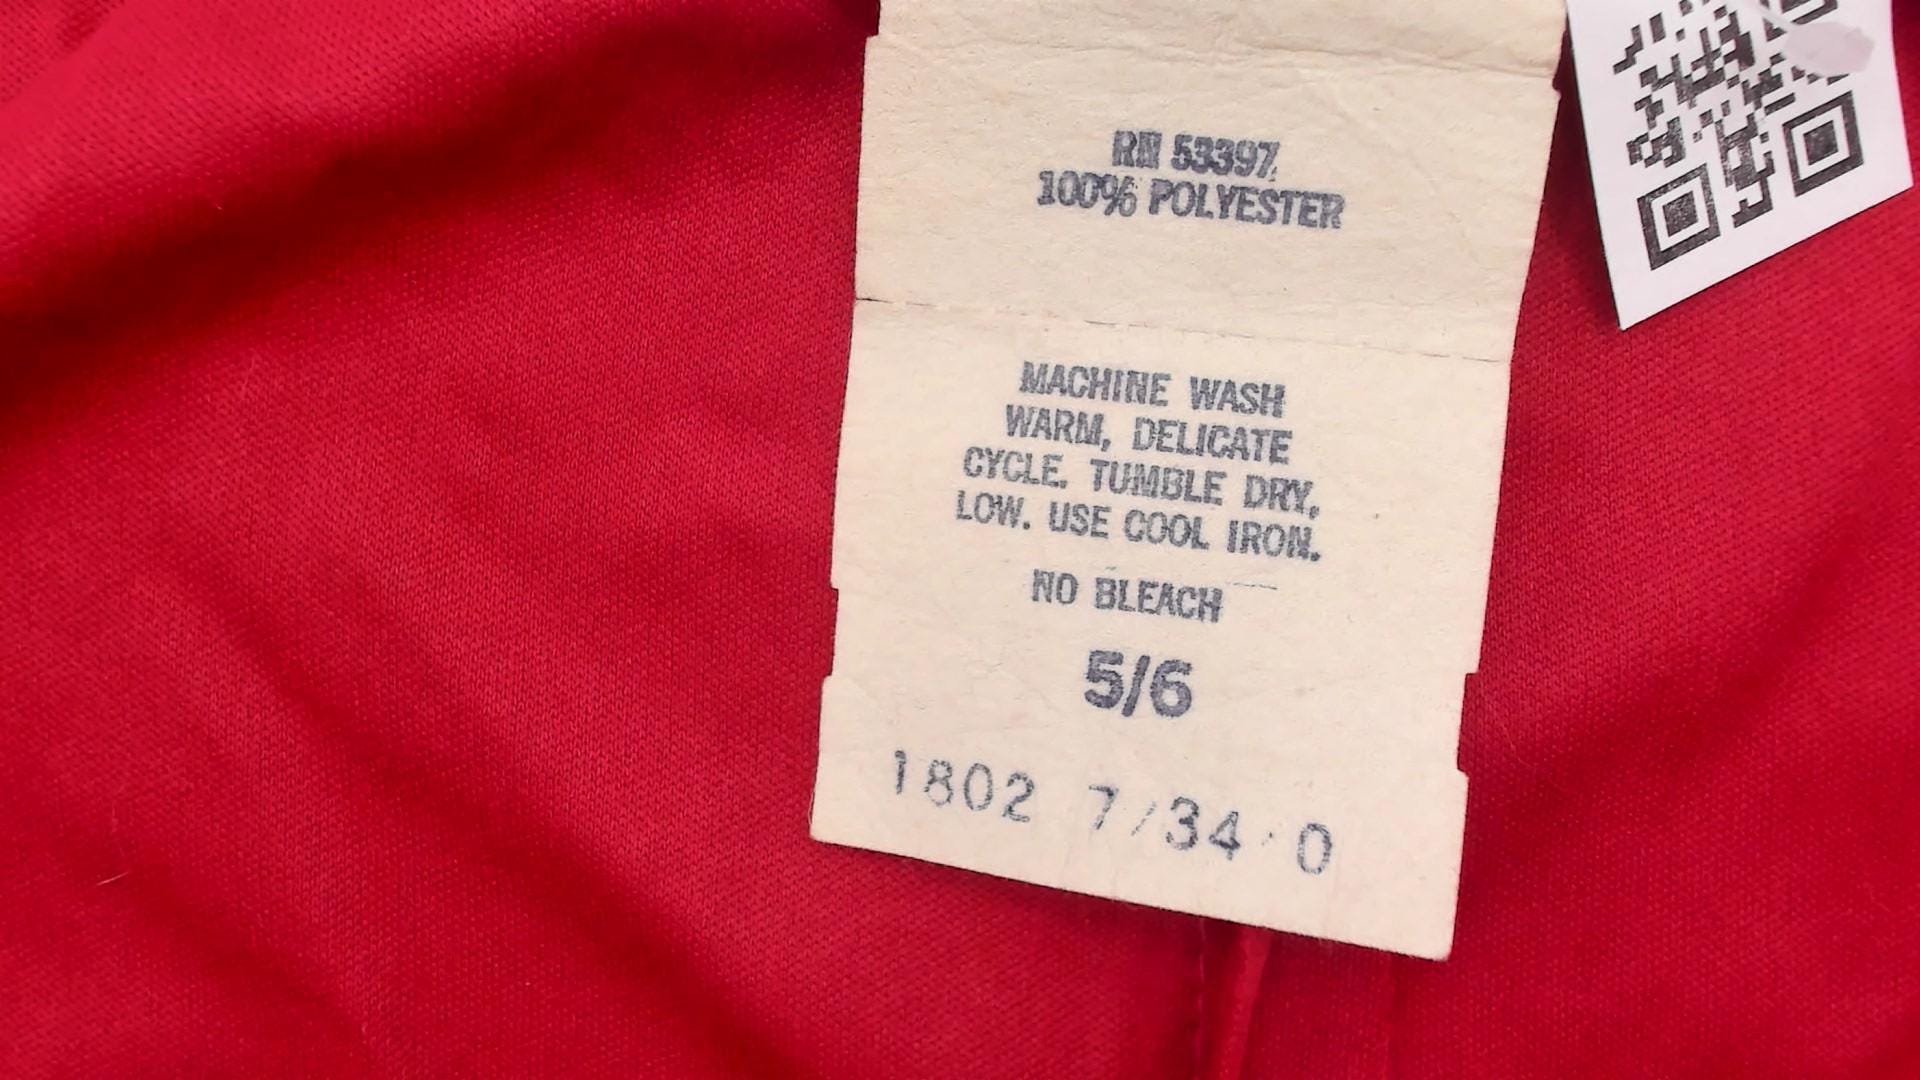 RN 53397
100% POLYESTER
MACHINE WASH
WARM, DELICATE
CYCLE. TUMBLE DRY,
LOW. USE COOL IRON.
NO BLEACH
5/6
1802 7/34 0